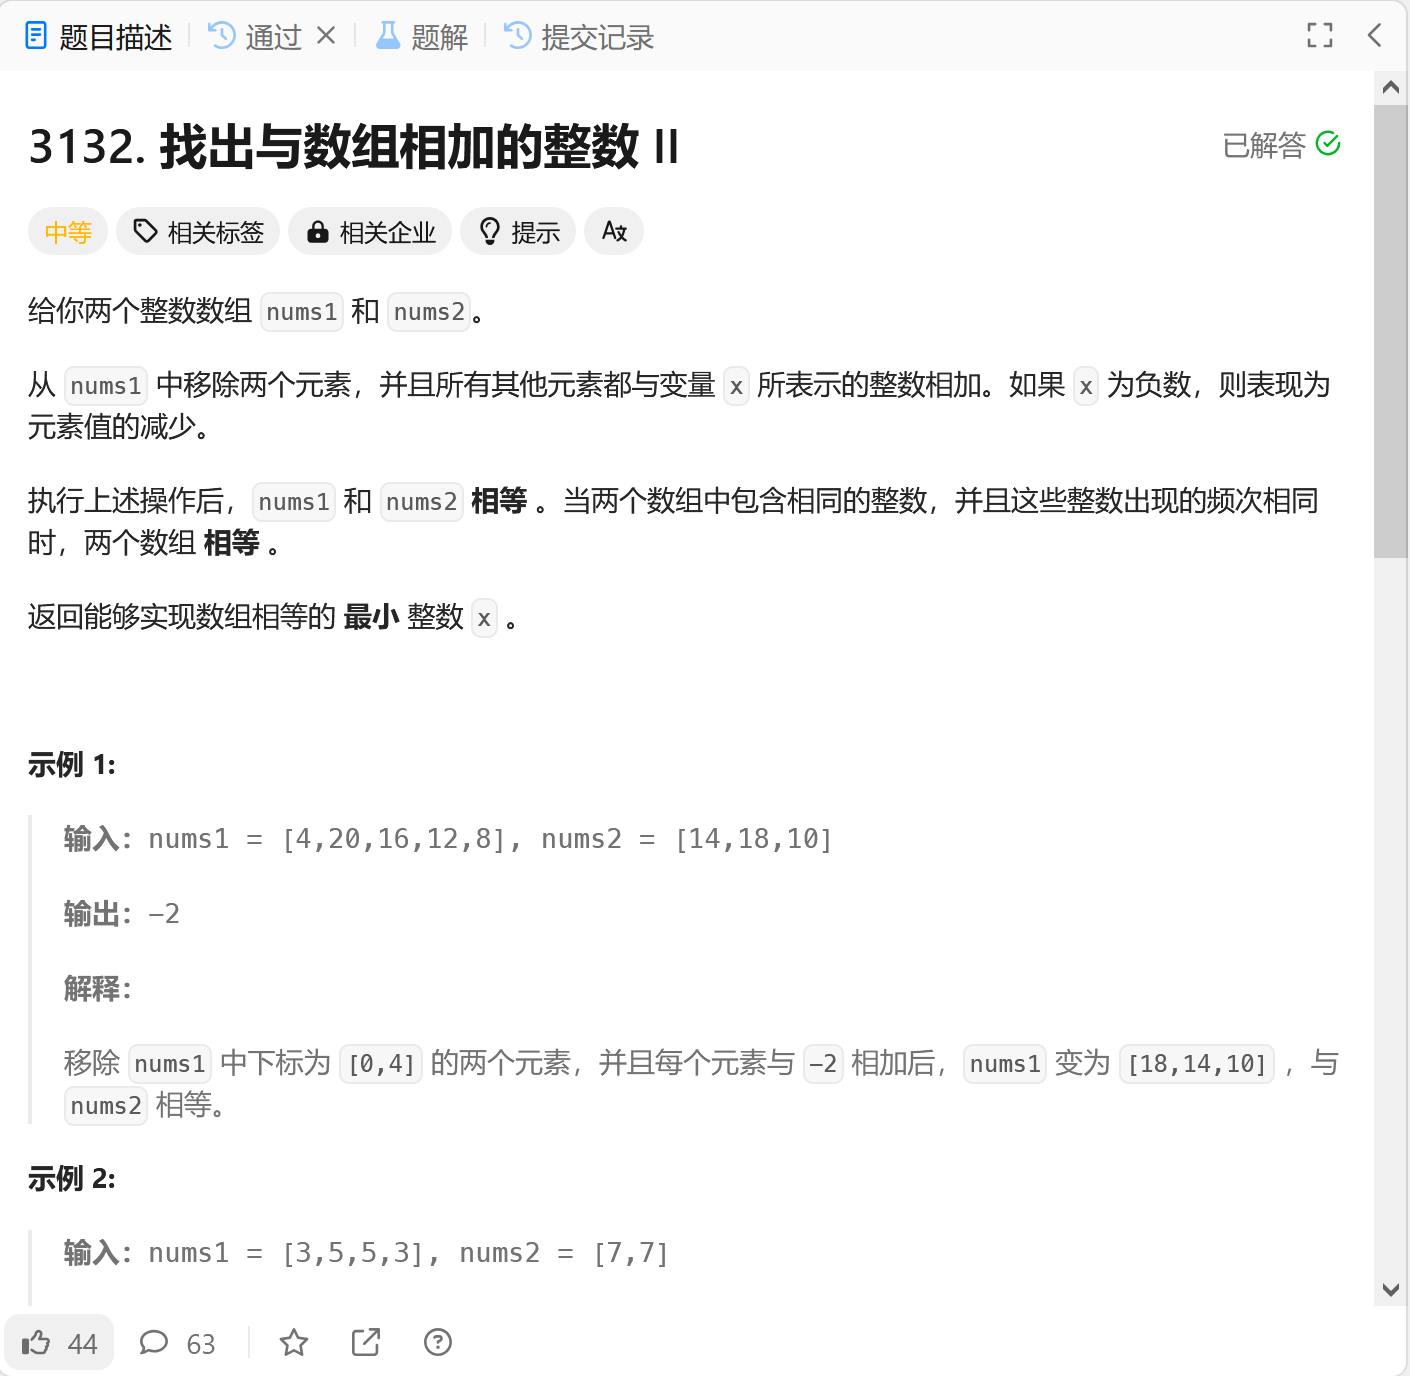 题目描述 通过 题解 提交记录
3132. 找出与数组相加的整数 II
已解答
中等 相关标签 相关企业 提示
给你两个整数数组 nums1 和 nums2。
从 nums1 中移除两个元素，并且所有其他元素都与变量 x 所表示的整数相加。如果 x 为负数，则表现为
元素值的减少。
执行上述操作后，nums1 和 nums2 相等 。当两个数组中包含相同的整数，并且这些整数出现的频次相同
时，两个数组 相等 。
返回能够实现数组相等的 最小 整数 x 。
示例 1:
输入：nums1 = [4,20,16,12,8], nums2 = [14,18,10]
输出：-2
解释：
移除 nums1 中下标为 [0,4] 的两个元素，并且每个元素与 -2 相加后，nums1 变为 [18,14,10] ，与
nums2 相等。
示例 2:
输入：nums1 = [3,5,5,3], nums2 = [7,7]
44 63